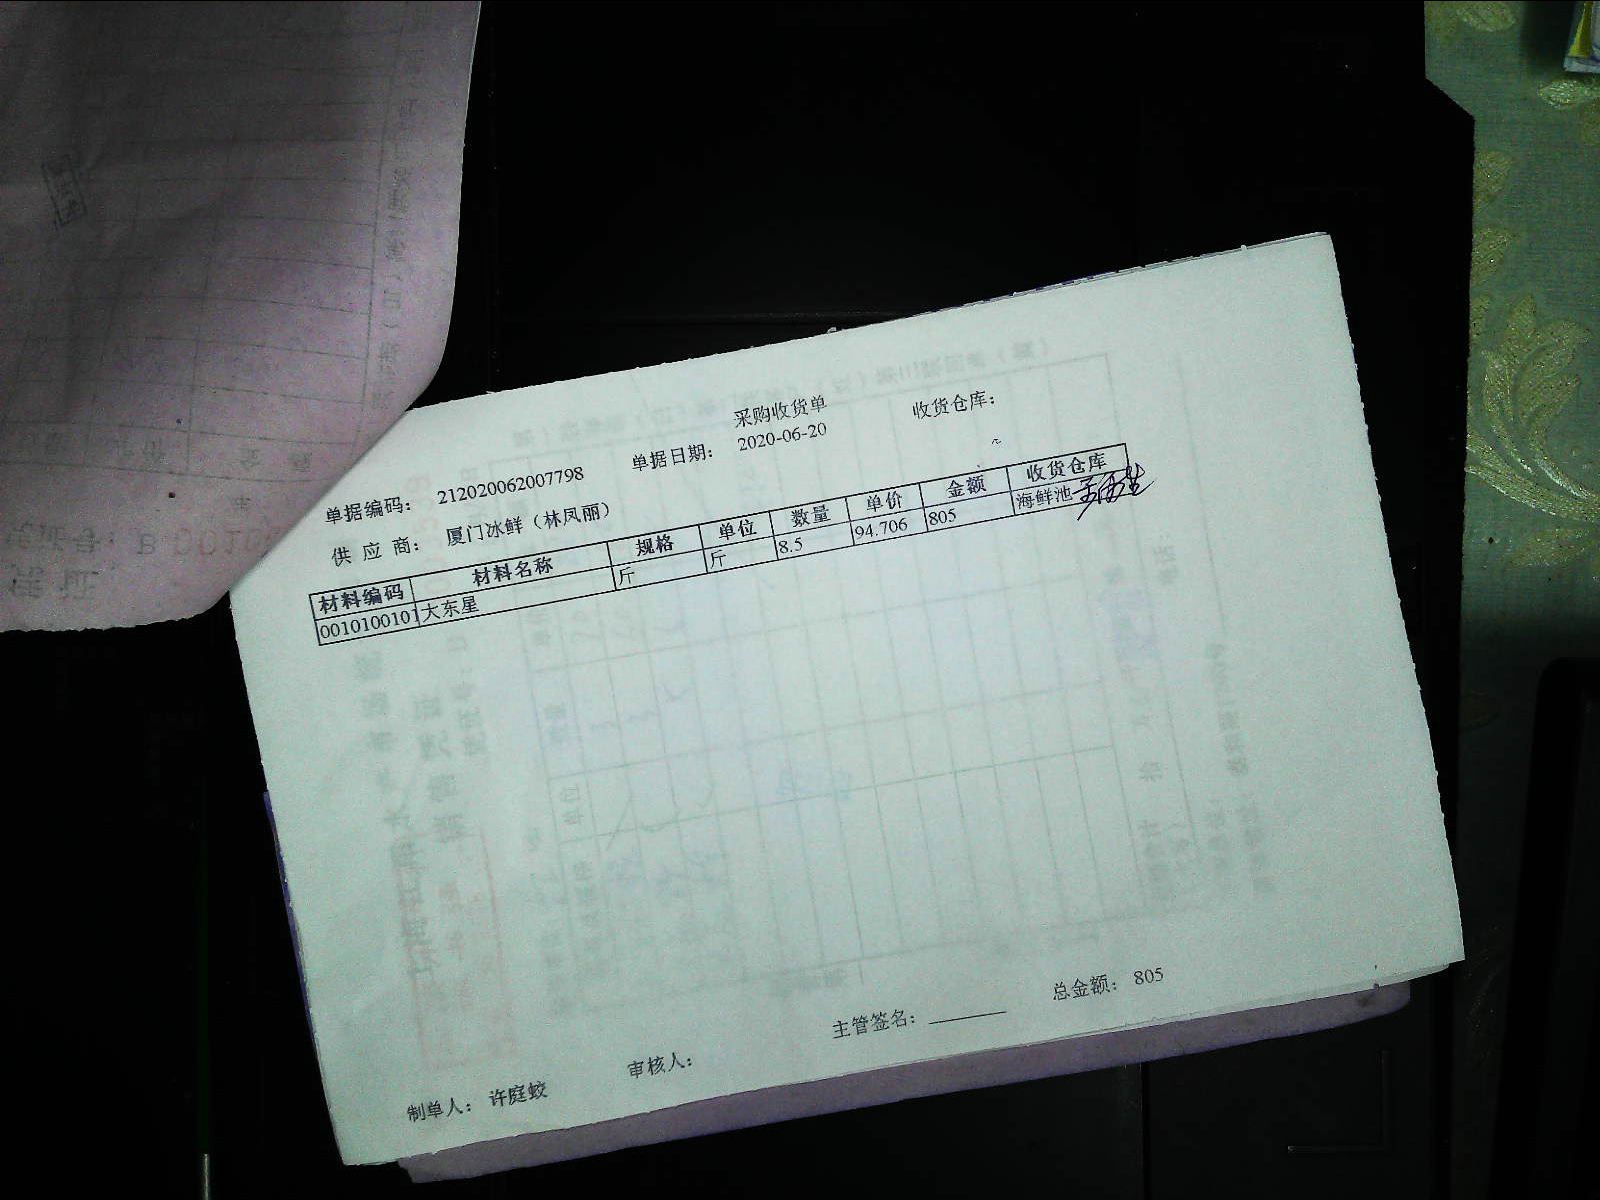 采购收货单
单据编码： 212020062007798 单据日期： 2020-06-20 收货仓库：
供 应 商： 厦门冰鲜（林凤丽）
材料编码 材料名称 规格 单位 数量 单价 金额 收货仓库
0010100101 大东星 斤 斤 8.5 94.706 805 海鲜池
总金额： 805
制单人： 许庭蛟 审核人： 主管签名：